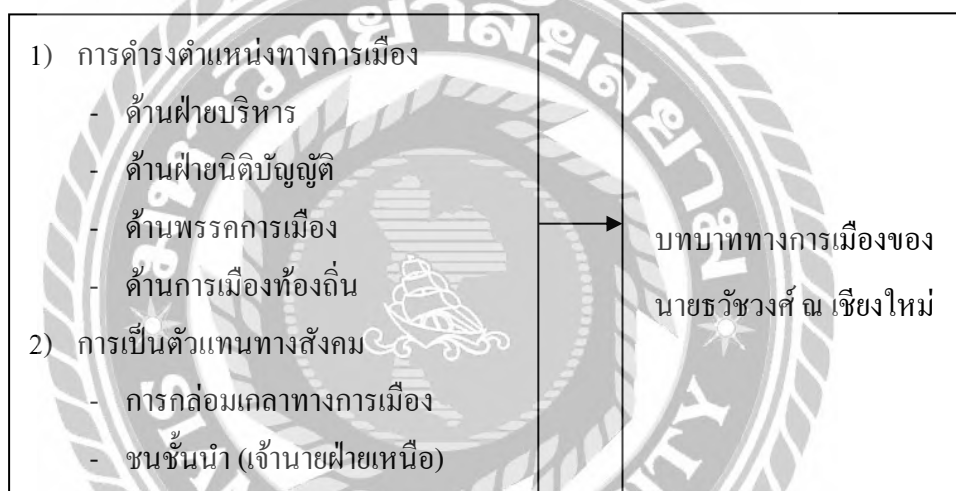 1) การดำรงตำแหน่งทางการเมือง
- ด้านฝ่ายบริหาร
- ด้านฝ่ายนิติบัญญัติ
- ด้านพรรคการเมือง
- ด้านการเมืองท้องถิ่น
2) การเป็นตัวแทนทางสังคม
- การกล่อมเกลาทางการเมือง
- ชนชั้นนำ (เจ้านายฝ่ายเหนือ)
บทบาททางการเมืองของ
นายธวัชวงศ์ ณ เชียงใหม่